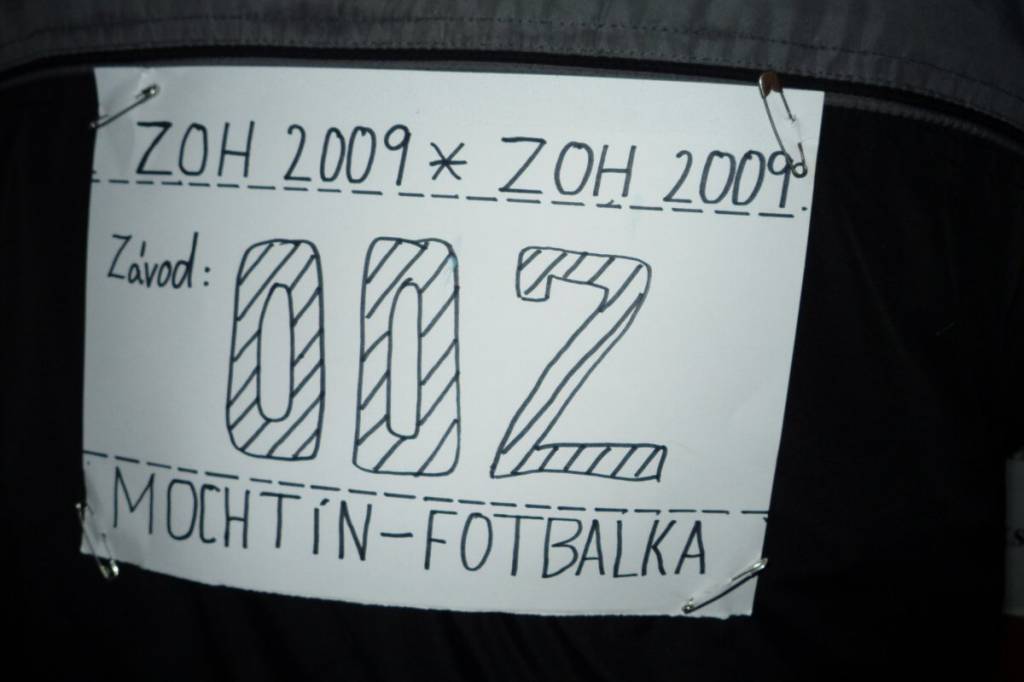 ZOH 2009 * ZOH 2009
Závod: 002
MOCHTÍN-FOTBALKA